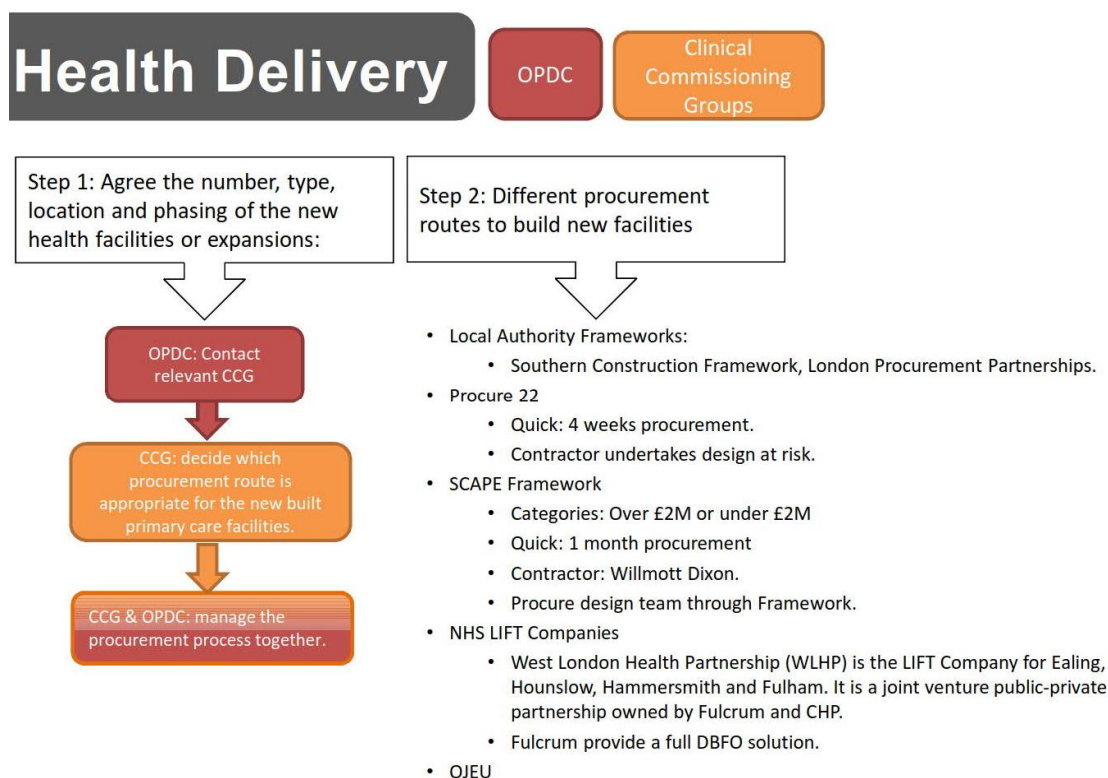 Health Delivery
OPDC
Clinical
Commissioning
Groups
Step 1: Agree the number, type,
location and phasing of the new
health facilities or expansions:
OPDC: Contact
relevant CCG
CCG: decide which
procurement route is
appropriate for the new built
primary care facilities.
CCG & OPDC: manage the
procurement process together.
Step 2: Different procurement
routes to build new facilities
• Local Authority Frameworks:
• Southern Construction Framework, London Procurement Partnerships.
• Procure 22
• Quick: 4 weeks procurement.
• Contractor undertakes design at risk.
• SCAPE Framework
• Categories: Over £2M or under £2M
• Quick: 1 month procurement
• Contractor: Willmott Dixon.
• Procure design team through Framework.
• NHS LIFT Companies
• West London Health Partnership (WLHP) is the LIFT Company for Ealing,
Hounslow, Hammersmith and Fulham. It is a joint venture public-private
partnership owned by Fulcrum and CHP.
• Fulcrum provide a full DBFO solution.
• OJEU